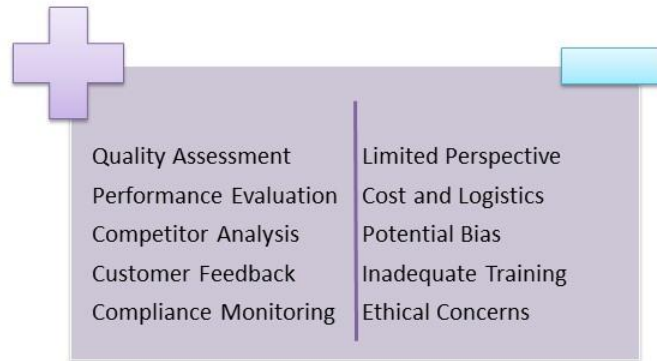 Quality Assessment
Performance Evaluation
Competitor Analysis
Customer Feedback
Compliance Monitoring
Limited Perspective
Cost and Logistics
Potential Bias
Inadequate Training
Ethical Concerns